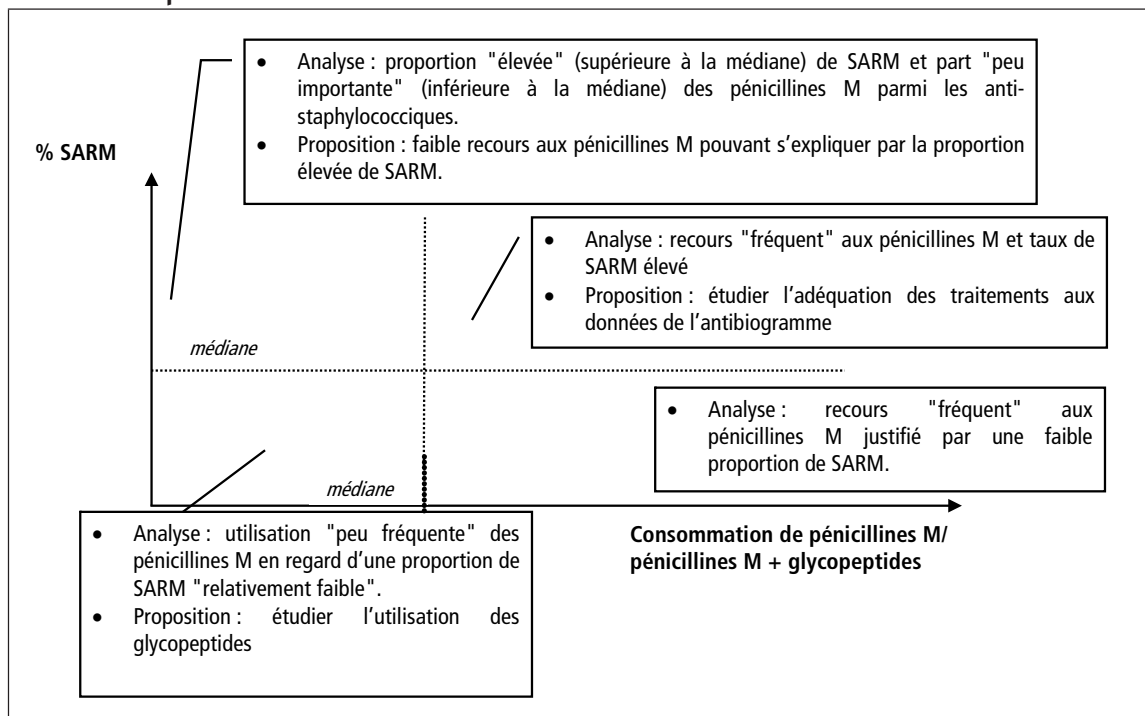 • Analyse : proportion "élevée" (supérieure à la médiane) de SARM et part "peu
importante" (inférieure à la médiane) des pénicillines M parmi les anti-
staphylococciques.
• Proposition : faible recours aux pénicillines M pouvant s'expliquer par la proportion
élevée de SARM.
% SARM
• Analyse : recours "fréquent" aux pénicillines M et taux de
SARM élevé
• Proposition : étudier l'adéquation des traitements aux
données de l'antibiogramme
médiane
• Analyse : recours "fréquent" aux
pénicillines M justifié par une faible
proportion de SARM.
médiane
• Analyse : utilisation "peu fréquente" des
pénicillines M en regard d'une proportion de
SARM "relativement faible".
• Proposition : étudier l'utilisation des
glycopeptides
Consommation de pénicillines M/
pénicillines M + glycopeptides